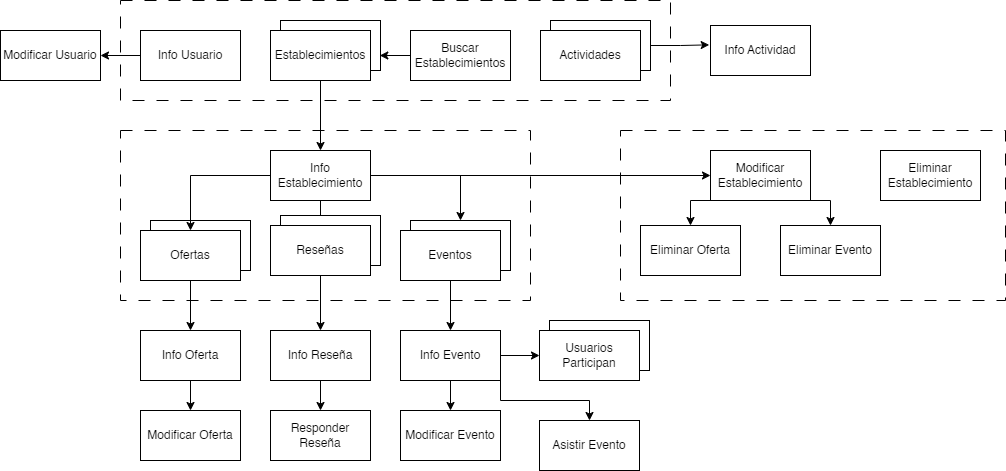 Modificar Usuario
Info Usuario
Establecimientos
Buscar
Establecimientos
Actividades
Info Actividad
Info
Establecimiento
Modificar
Establecimiento
Eliminar
Establecimiento
Ofertas
Reseñas
Eventos
Eliminar Oferta
Eliminar Evento
Info Oferta
Info Reseña
Info Evento
Usuarios
Participan
Modificar Oferta
Responder
Reseña
Modificar Evento
Asistir Evento